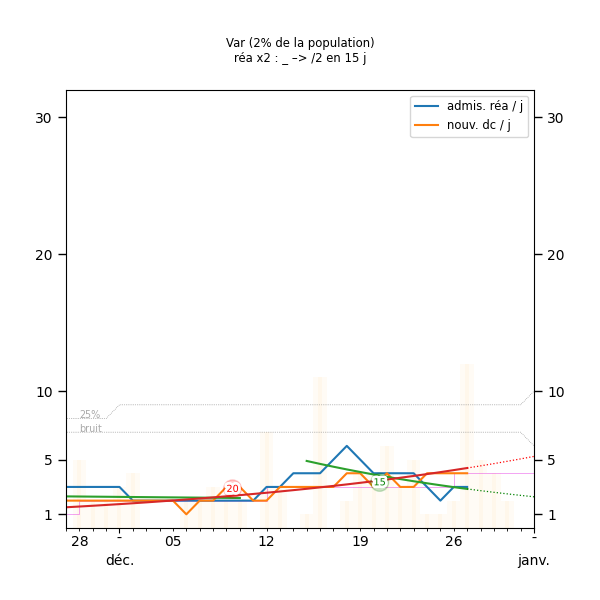 Var (2% de la population)
réa x2 : _ –> /2 en 15 j
admis. réa / j
nouv. dc / j
30 30
20 20
10 10
25%
bruit
5 5
20 15
1 1
28 - 05 12 19 26 -
déc. janv.